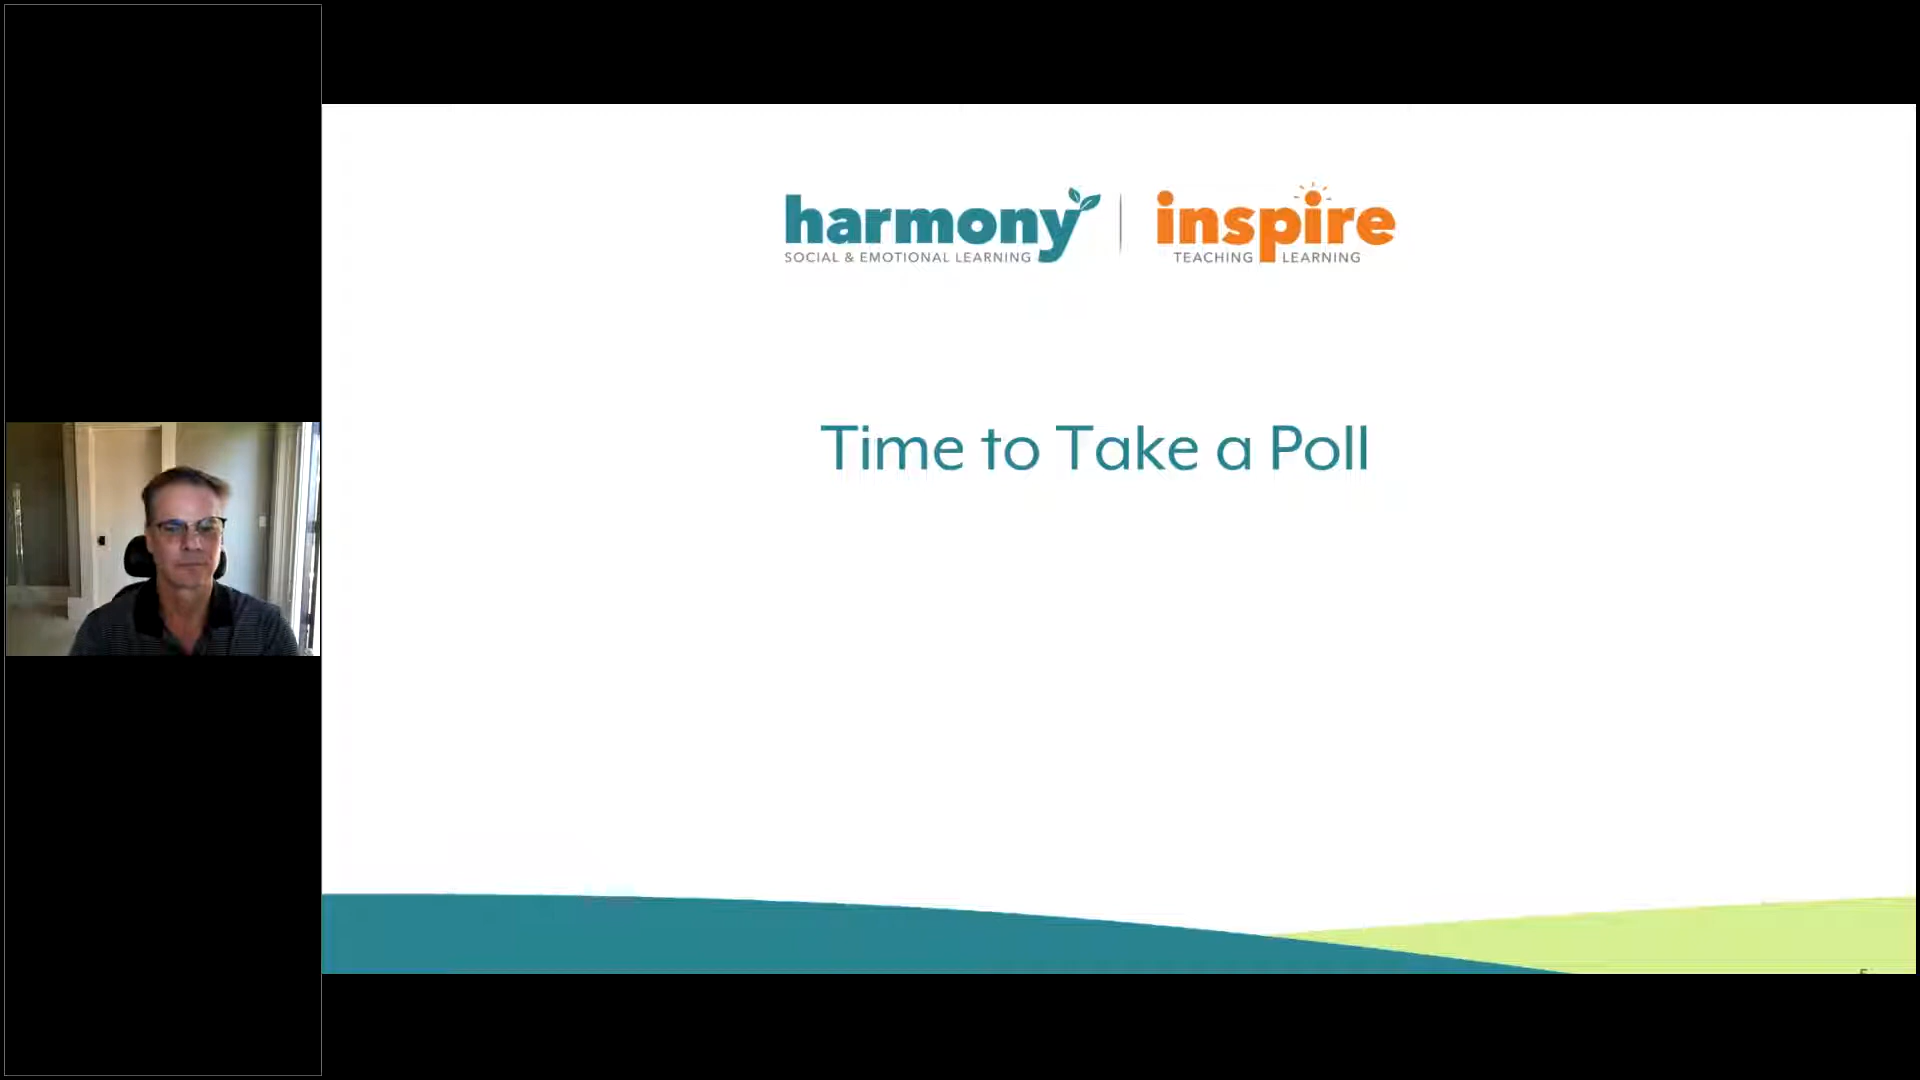 harmony
SOCIAL & EMOTIONAL LEARNING
inspire
TEACHING LEARNING
Time to Take a Poll